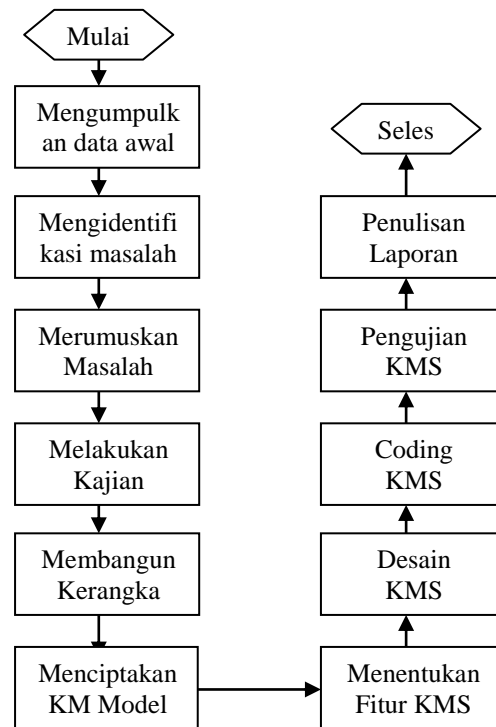 Mulai
Mengumpulk
an data awal
Mengidentifi
kasi masalah
Merumuskan
Masalah
Melakukan
Kajian
Membangun
Kerangka
Menciptakan
KM Model
Menentukan
Fitur KMS
Desain
KMS
Coding
KMS
Pengujian
KMS
Penulisan
Laporan
Seles